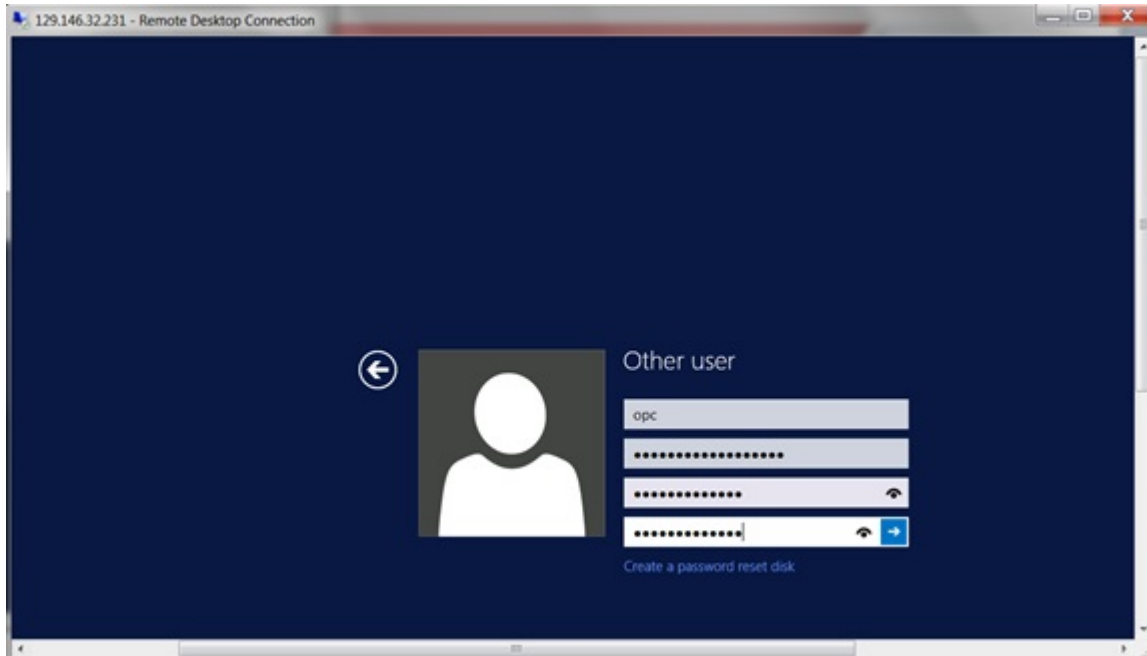 129.146.32.231 - Remote Desktop Connection
Other user
opc
••••••••••••••••••
•••••••••••••
•••••••••••••
Create a password reset disk